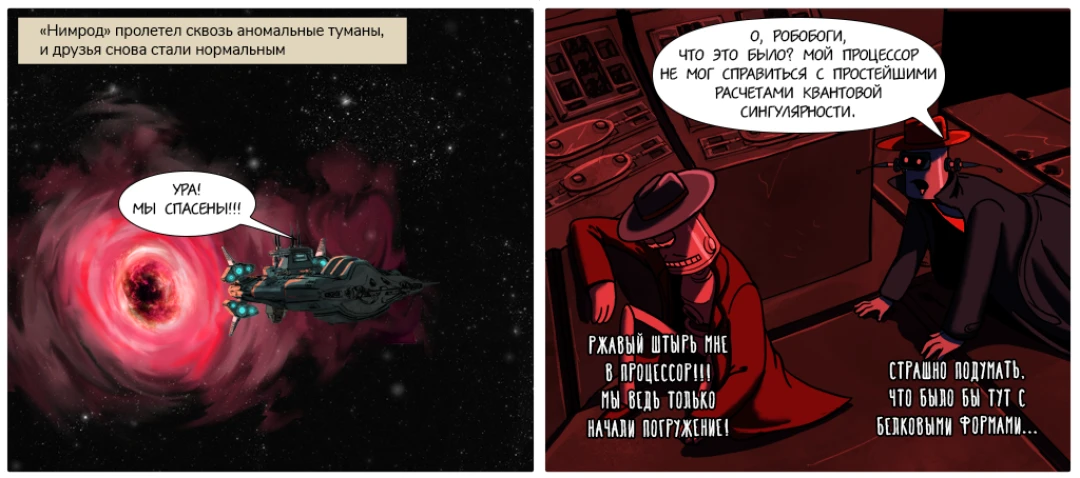 «Нимрод» пролетел сквозь аномальные туманы,
и друзья снова стали нормальным
УРА!
МЫ СПАСЕНЫ!!!
О, РОБОБОГИ,
ЧТО ЭТО БЫЛО? МОЙ ПРОЦЕССОР
НЕ МОГ СПРАВИТЬСЯ С ПРОСТЕЙШИМИ
РАСЧЕТАМИ КВАНТОВОЙ
СИНГУЛЯРНОСТИ.
РЖАВЫЙ ШТЫРЬ МНЕ
В ПРОЦЕССОР!!!
МЫ ВЕДЬ ТОЛЬКО
НАЧАЛИ ПОГРУЖЕНИЕ!
СТРАШНО ПОДУМАТЬ,
ЧТО БЫЛО БЫ ТУТ С
БЕЛКОВЫМИ ФОРМАМИ...